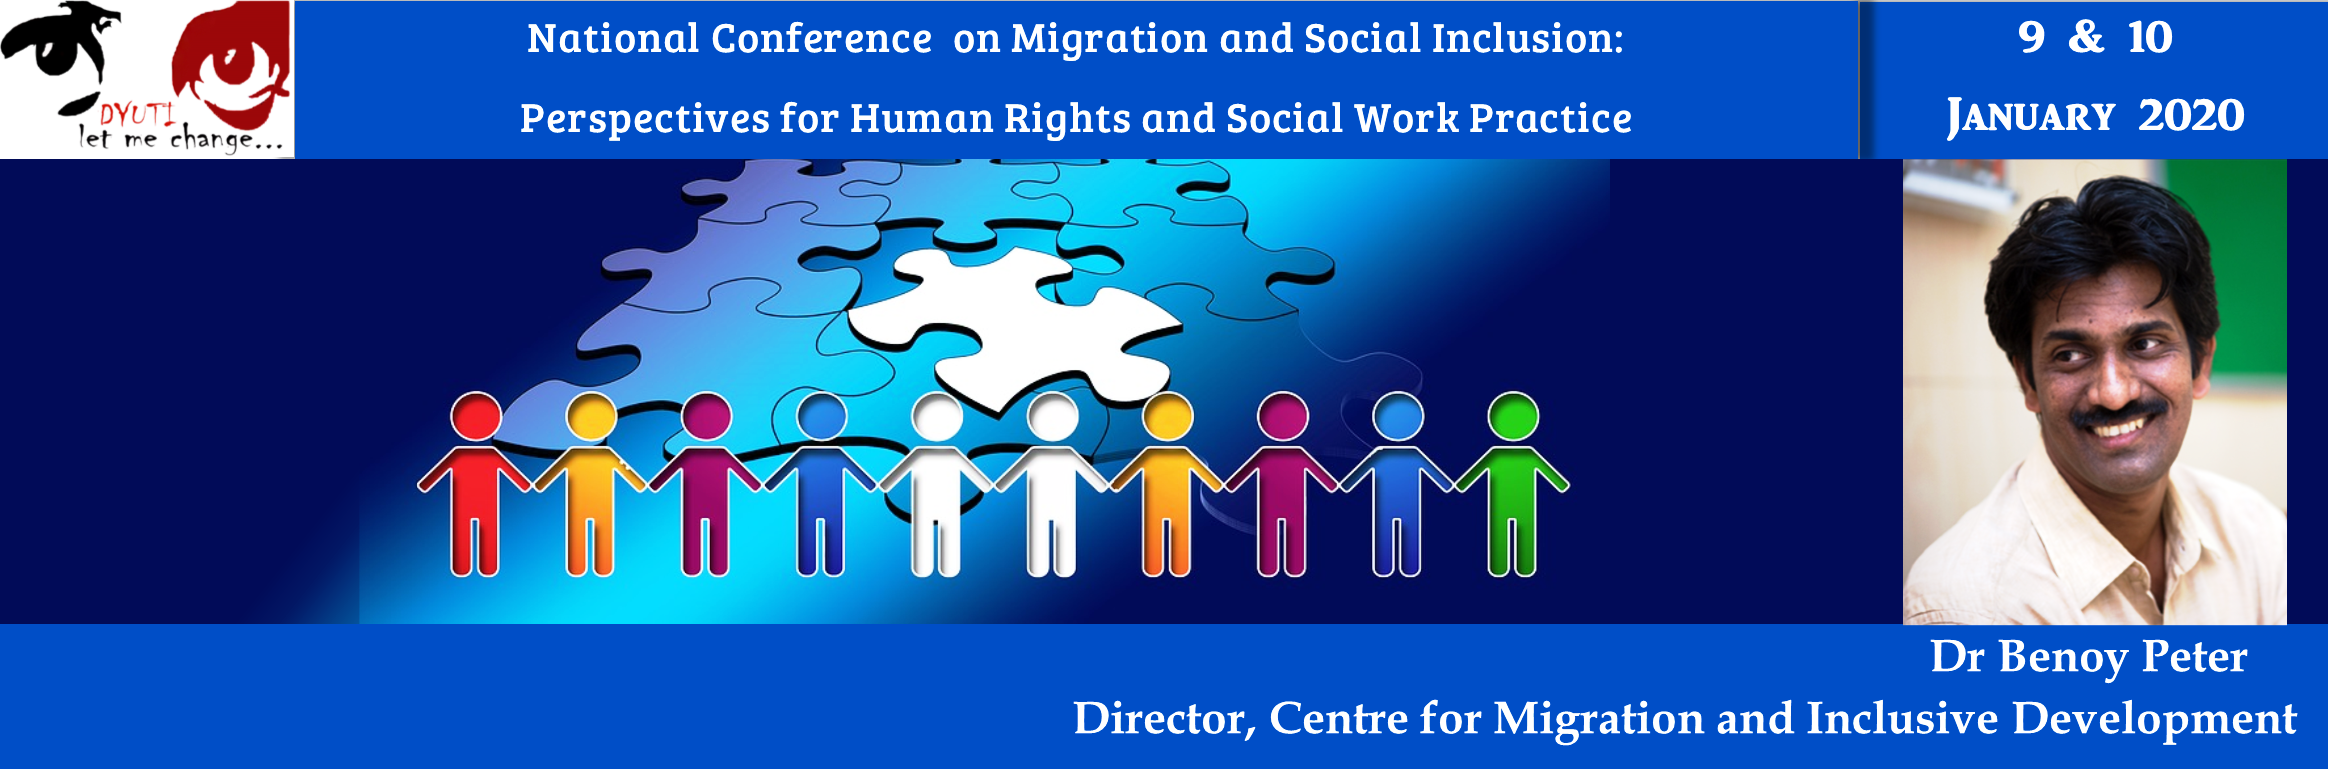 DYUTI
let me change...
National Conference on Migration and Social Inclusion:
Perspectives for Human Rights and Social Work Practice
9 & 10
January 2020
Dr Benoy Peter
Director, Centre for Migration and Inclusive Development